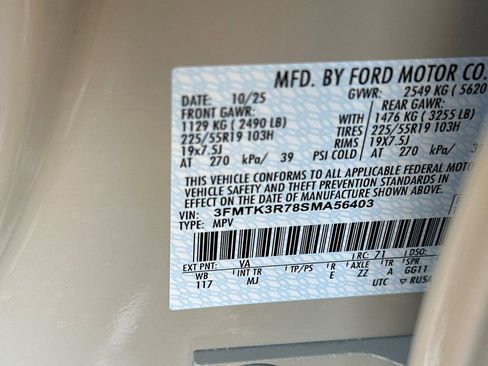 MFD. BY FORD MOTOR CO.
DATE: 10/25 GVWR: 2549 KG ( 5620
FRONT GAWR: REAR GAWR:
1129 KG ( 2490 LB) WITH 1476 KG ( 3255 LB)
225/55R19 103H TIRES 225/55R19 103H
19x7.5J RIMS 19x7.5J
AT 270 kPa/ 39 PSI COLD AT 270 kPa/ 39
THIS VEHICLE CONFORMS TO ALL APPLICABLE FEDERAL MOTOR
VEHICLE SAFETY AND THEFT PREVENTION STANDARDS IN
EFFECT ON THE DATE OF MANUFACTURE SHOWN ABOVE.
VIN: 3FMTK3R78SMA56403
TYPE: MPV
EXT PNT: VA RC: 71 DSO:
WB INT TR TP/PS R AXLE TR SPR
117 MJ E ZZ A GG11
UTC ▽ RUSA